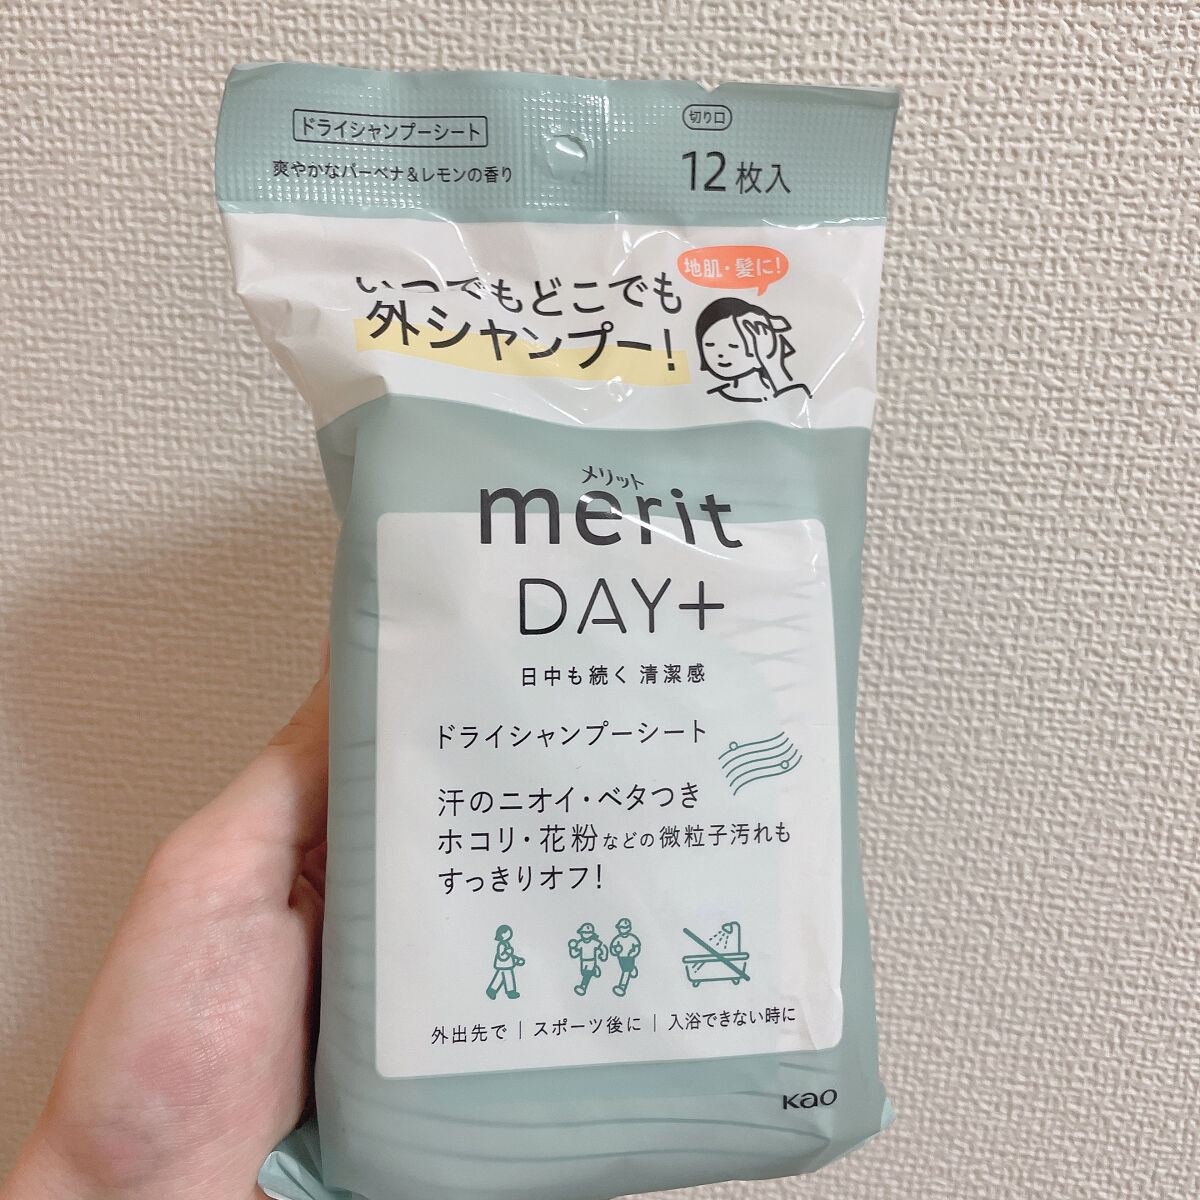 ドライシャンプーシート
爽やかなバーベナ&レモンの香り
切り口
12枚入
いつでもどこでも
外シャンプー!
地肌・髪に!
メリット
merit
DAY+
日中も続く 清潔感
ドライシャンプーシート
汗のニオイ・ベタつき
ホコリ・花粉などの微粒子汚れも
すっきりオフ!
外出先で | スポーツ後に | 入浴できない時に
Kao